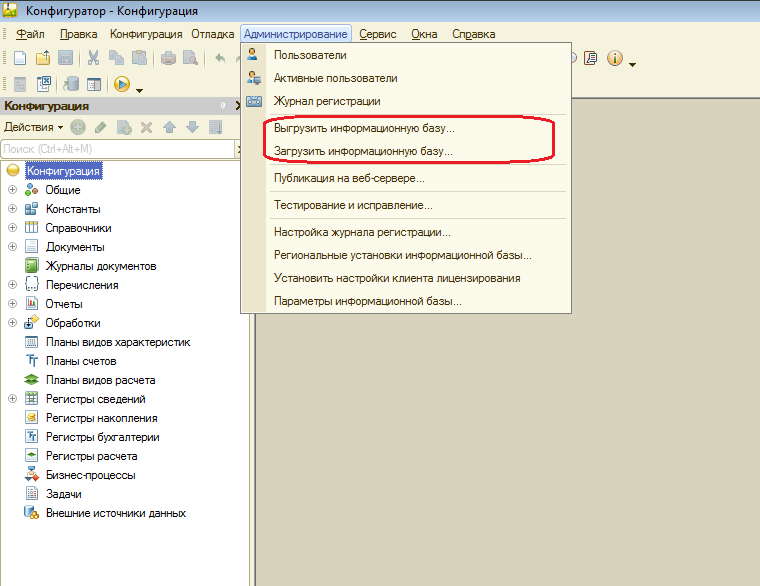 Конфигуратор - Конфигурация
Файл Правка Конфигурация Отладка Администрирование Сервис Окна Справка
Пользователи
Активные пользователи
Журнал регистрации
Выгрузить информационную базу...
Загрузить информационную базу...
Публикация на веб-сервере...
Тестирование и исправление...
Настройка журнала регистрации...
Региональные установки информационной базы...
Установить настройки клиента лицензирования
Параметры информационной базы...
Конфигурация
Действия
Поиск (Ctrl+Alt+M)
Конфигурация
Общие
Константы
Справочники
Документы
Журналы документов
Перечисления
Отчеты
Обработки
Планы видов характеристик
Планы счетов
Планы видов расчета
Регистры сведений
Регистры накопления
Регистры бухгалтерии
Регистры расчета
Бизнес-процессы
Задачи
Внешние источники данных